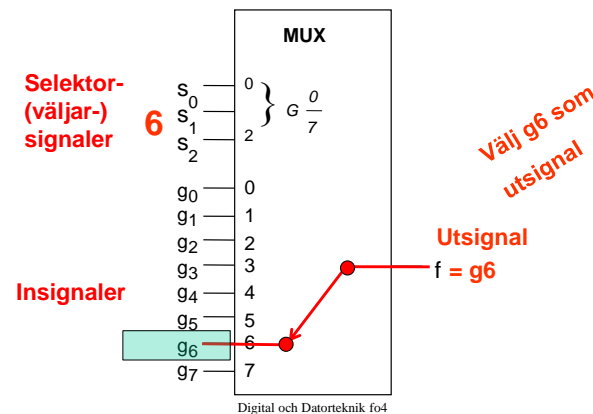 MUX
Selektor-
(väljar-)
signaler
6
s0 0
s1
s2 2
} G 0/7
Välj g6 som
utsignal
g0 0
g1 1
g2 2
g3 3
g4 4
g5 5
g6 6
g7 7
Insignaler
Utsignal
f = g6
Digital och Datorteknik fo4